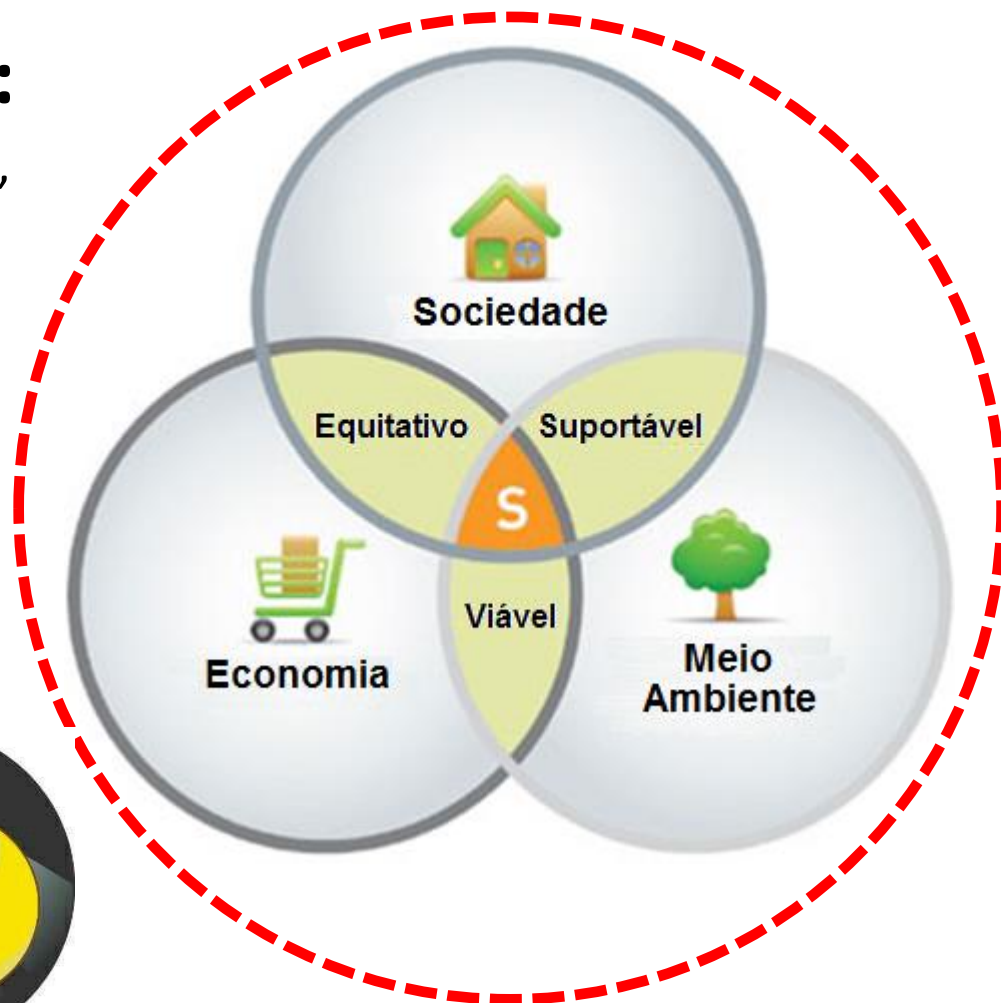 :
,
Sociedade
Equitativo
Suportável
S
Viável
Economia
Meio
Ambiente